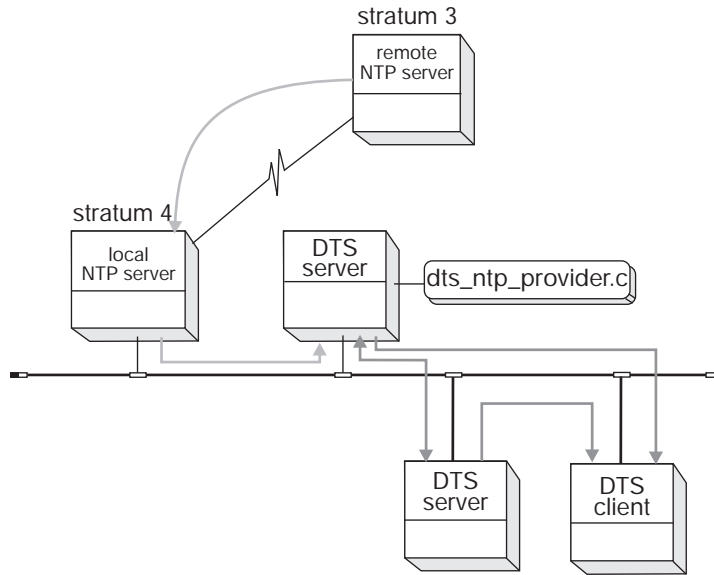 stratum 3
remote
NTP server
stratum 4
local
NTP server
DTS
server
dts_ntp_provider.c
DTS
server
DTS
client